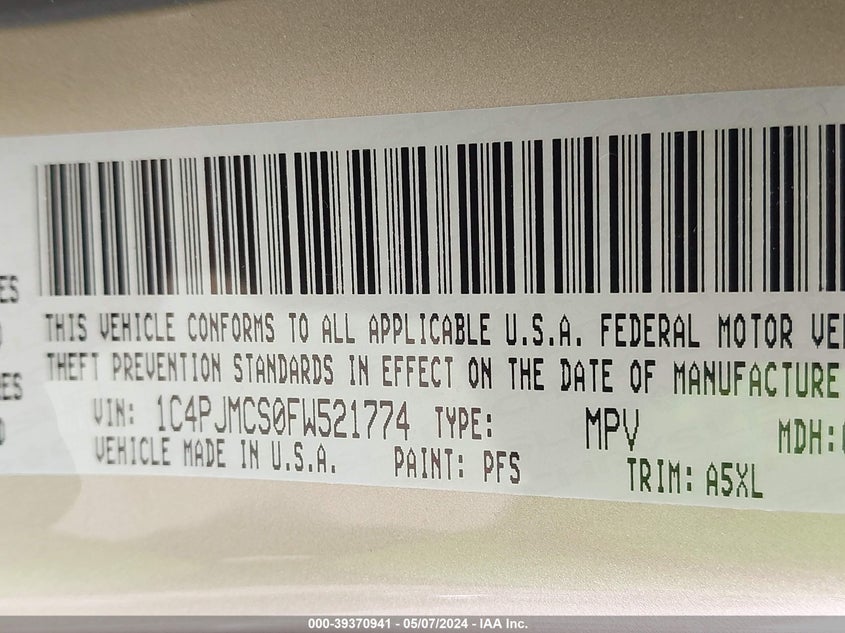 ES
THIS VEHICLE CONFORMS TO ALL APPLICABLE U.S.A. FEDERAL MOTOR
THEFT PREVENTION STANDARDS IN EFFECT ON THE DATE OF MANUFACTURE
VIN: 1C4PJMCS0FW521774 TYPE: MPV MDH:
VEHICLE MADE IN U.S.A. PAINT: PFS TRIM: A5XL
000-39370941 - 05/07/2024 - IAA Inc.